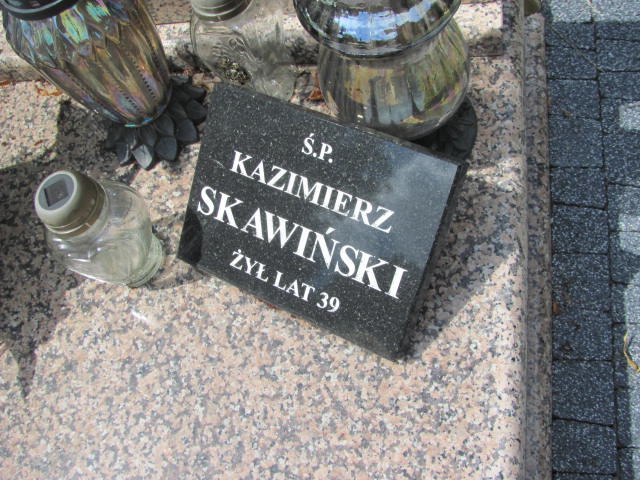 Ś.P.
KAZIMIERZ
SKAWIŃSKI
ŻYŁ LAT 39